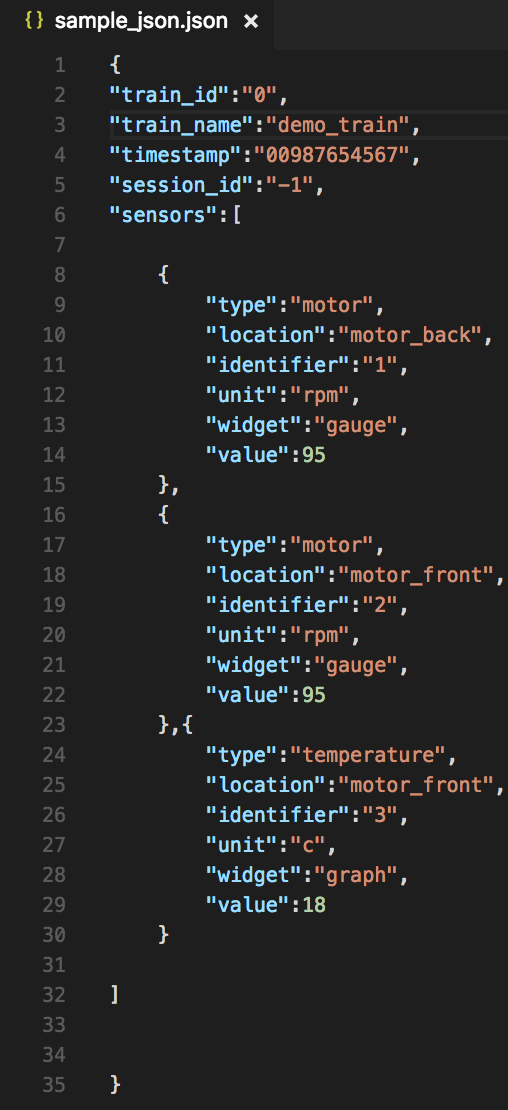 {} sample_json.json ×
1 {
2 "train_id":"0",
3 "train_name":"demo_train",
4 "timestamp":"00987654567",
5 "session_id":"-1",
6 "sensors":[
7
8 {
9 "type":"motor",
10 "location":"motor_back",
11 "identifier":"1",
12 "unit":"rpm",
13 "widget":"gauge",
14 "value":95
15 },
16 {
17 "type":"motor",
18 "location":"motor_front",
19 "identifier":"2",
20 "unit":"rpm",
21 "widget":"gauge",
22 "value":95
23 },{
24 "type":"temperature",
25 "location":"motor_front",
26 "identifier":"3",
27 "unit":"c",
28 "widget":"graph",
29 "value":18
30 }
31
32 ]
33
34
35 }